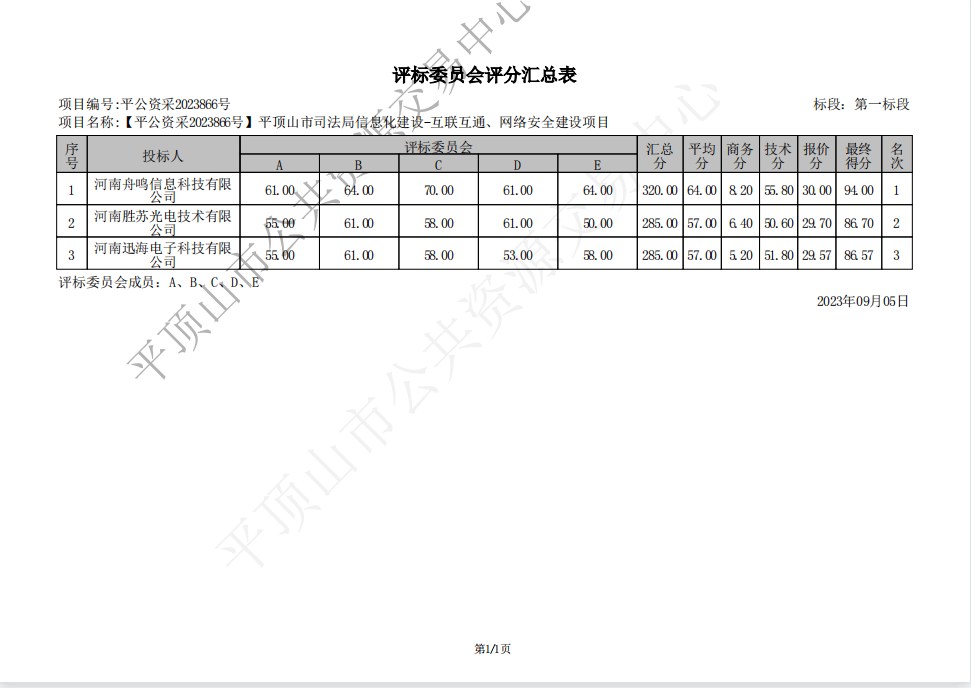 评标委员会评分汇总表
项目编号:平公资采2023866号 标段：第一标段
项目名称:【平公资采2023866号】平顶山市司法局信息化建设-互联互通、网络安全建设项目
序号 投标人 评标委员会 汇总分 平均分 商务分 技术分 报价分 最终得分 名次
A B C D E
1 河南舟鸣信息科技有限公司 61.00 64.00 70.00 61.00 64.00 320.00 64.00 8.20 55.80 30.00 94.00 1
2 河南胜苏光电技术有限公司 55.00 61.00 58.00 61.00 50.00 285.00 57.00 6.40 50.60 29.70 86.70 2
3 河南迅海电子科技有限公司 55.00 61.00 58.00 53.00 58.00 285.00 57.00 5.20 51.80 29.57 86.57 3
评标委员会成员：A、B、C、D、E
2023年09月05日
平顶山市公共资源交易中心
平顶山市公共资源交易中心
第1/1页